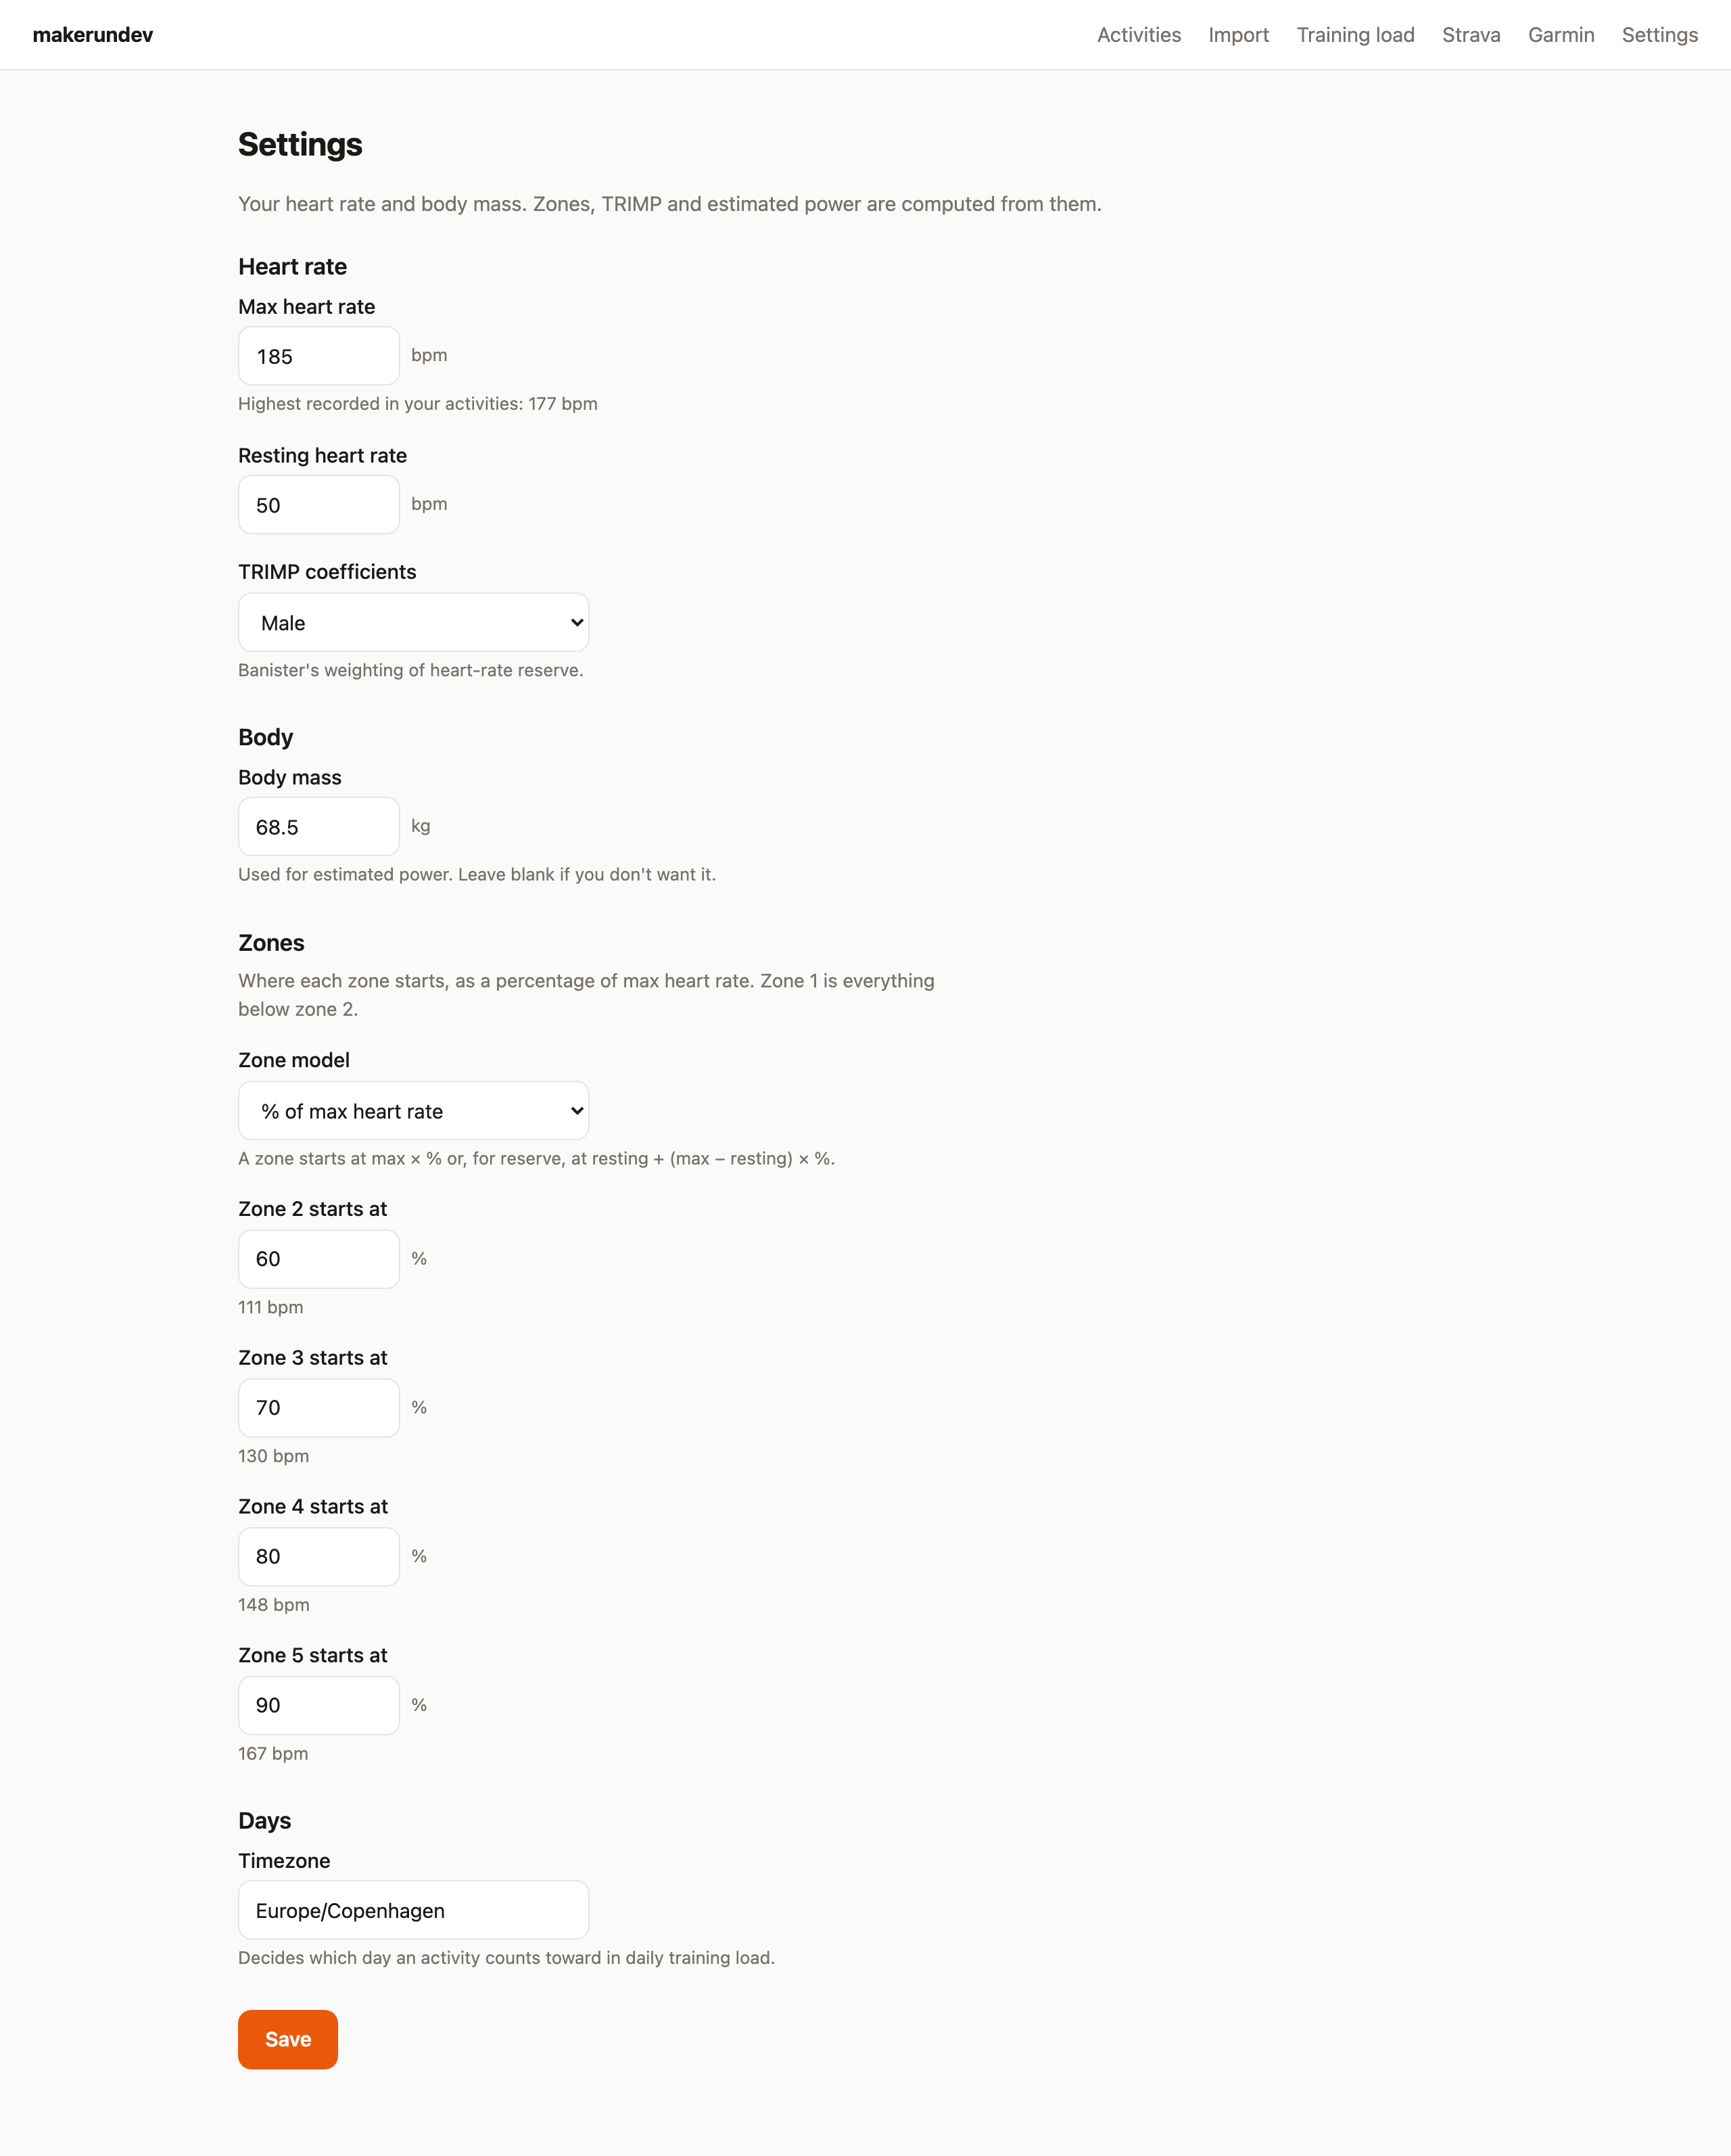 makerundev
Activities Import Training load Strava Garmin Settings
Settings
Your heart rate and body mass. Zones, TRIMP and estimated power are computed from them.
Heart rate
Max heart rate
185 bpm
Highest recorded in your activities: 177 bpm
Resting heart rate
50 bpm
TRIMP coefficients
Male
Banister's weighting of heart-rate reserve.
Body
Body mass
68.5 kg
Used for estimated power. Leave blank if you don't want it.
Zones
Where each zone starts, as a percentage of max heart rate. Zone 1 is everything
below zone 2.
Zone model
% of max heart rate
A zone starts at max × % or, for reserve, at resting + (max − resting) × %.
Zone 2 starts at
60 %
111 bpm
Zone 3 starts at
70 %
130 bpm
Zone 4 starts at
80 %
148 bpm
Zone 5 starts at
90 %
167 bpm
Days
Timezone
Europe/Copenhagen
Decides which day an activity counts toward in daily training load.
Save